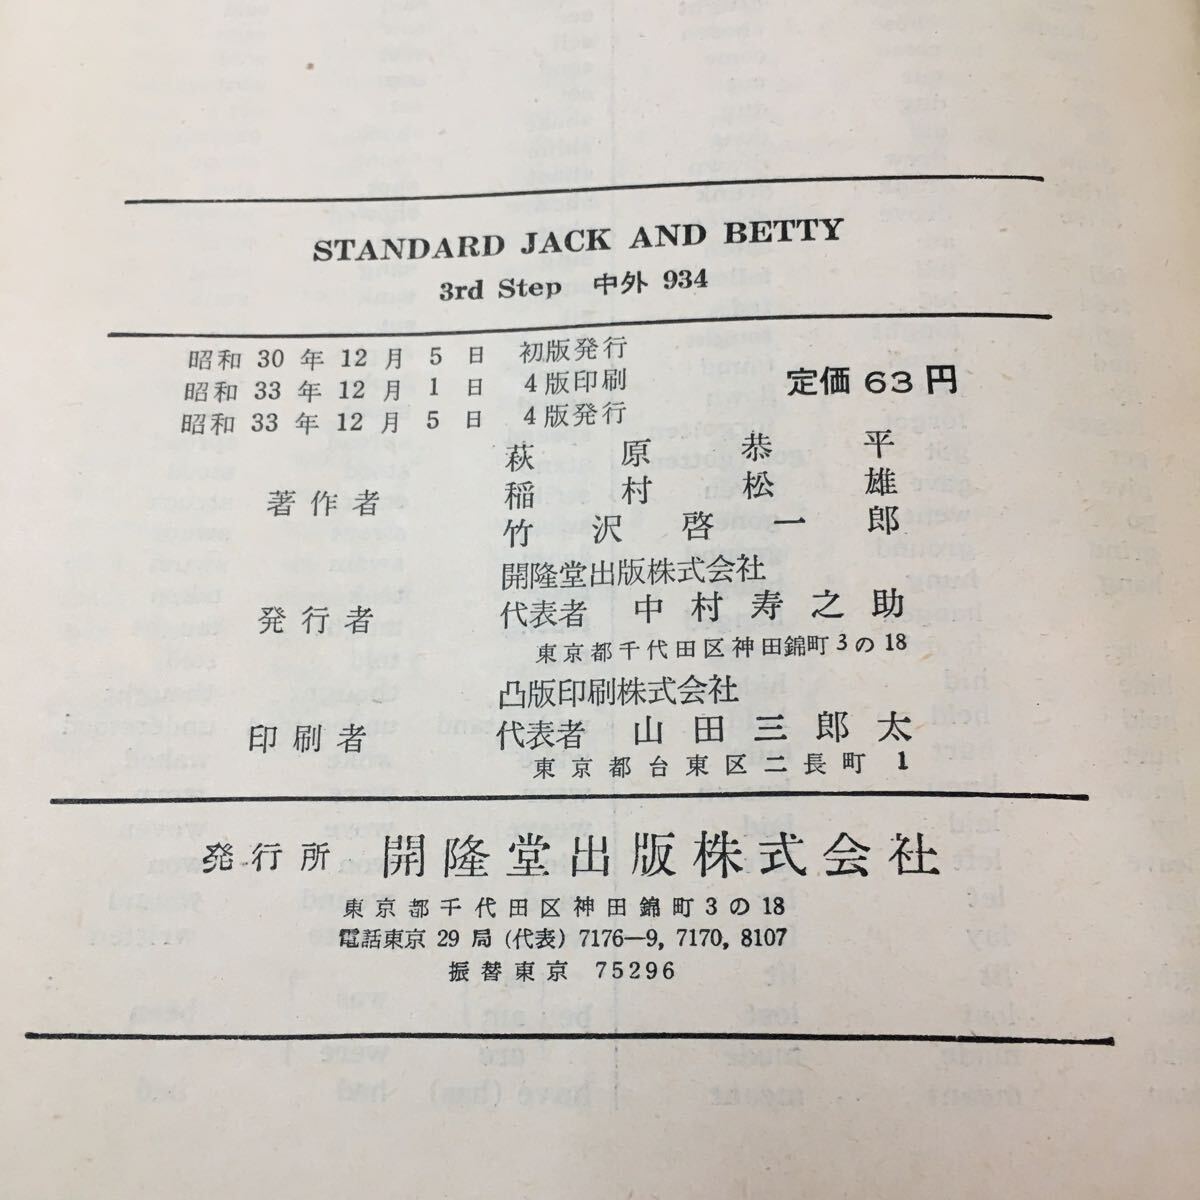 STANDARD JACK AND BETTY
3rd Step 中外 934
昭和 30 年 12 月 5 日 初版発行
昭和 33 年 12 月 1 日 4版印刷
昭和 33 年 12 月 5 日 4版発行
定価 63 円
著作者
萩原恭平
稲村松雄
竹沢啓一郎
発行者
開隆堂出版株式会社
代表者 中村寿之助
東京都千代田区神田錦町3の18
印刷者
凸版印刷株式会社
代表者 山田三郎太
東京都台東区二長町 1
発行所 開隆堂出版株式会社
東京都千代田区神田錦町3の18
電話東京 29 局 (代表) 7176—9, 7170, 8107
振替東京 75296